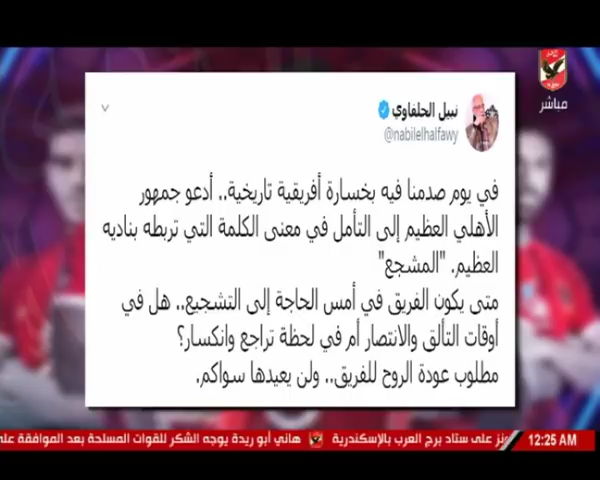 مباشر
نبيل الحلفاوي
@nabilelhalfawy
في يوم صدمنا فيه بخسارة أفريقية تاريخية.. أدعو جمهور
الأهلي العظيم إلى التأمل في معنى الكلمة التي تربطه بناديه
العظيم. "المشجع"
متى يكون الفريق في أمس الحاجة إلى التشجيع.. هل في
أوقات التألق والانتصار أم في لحظة تراجع وانكسار؟
مطلوب عودة الروح للفريق.. ولن يعيدها سواكم.
12:25 AM
على ستاد برج العرب بالإسكندرية هاني أبو ريدة يوجه الشكر للقوات المسلحة بعد الموافقة